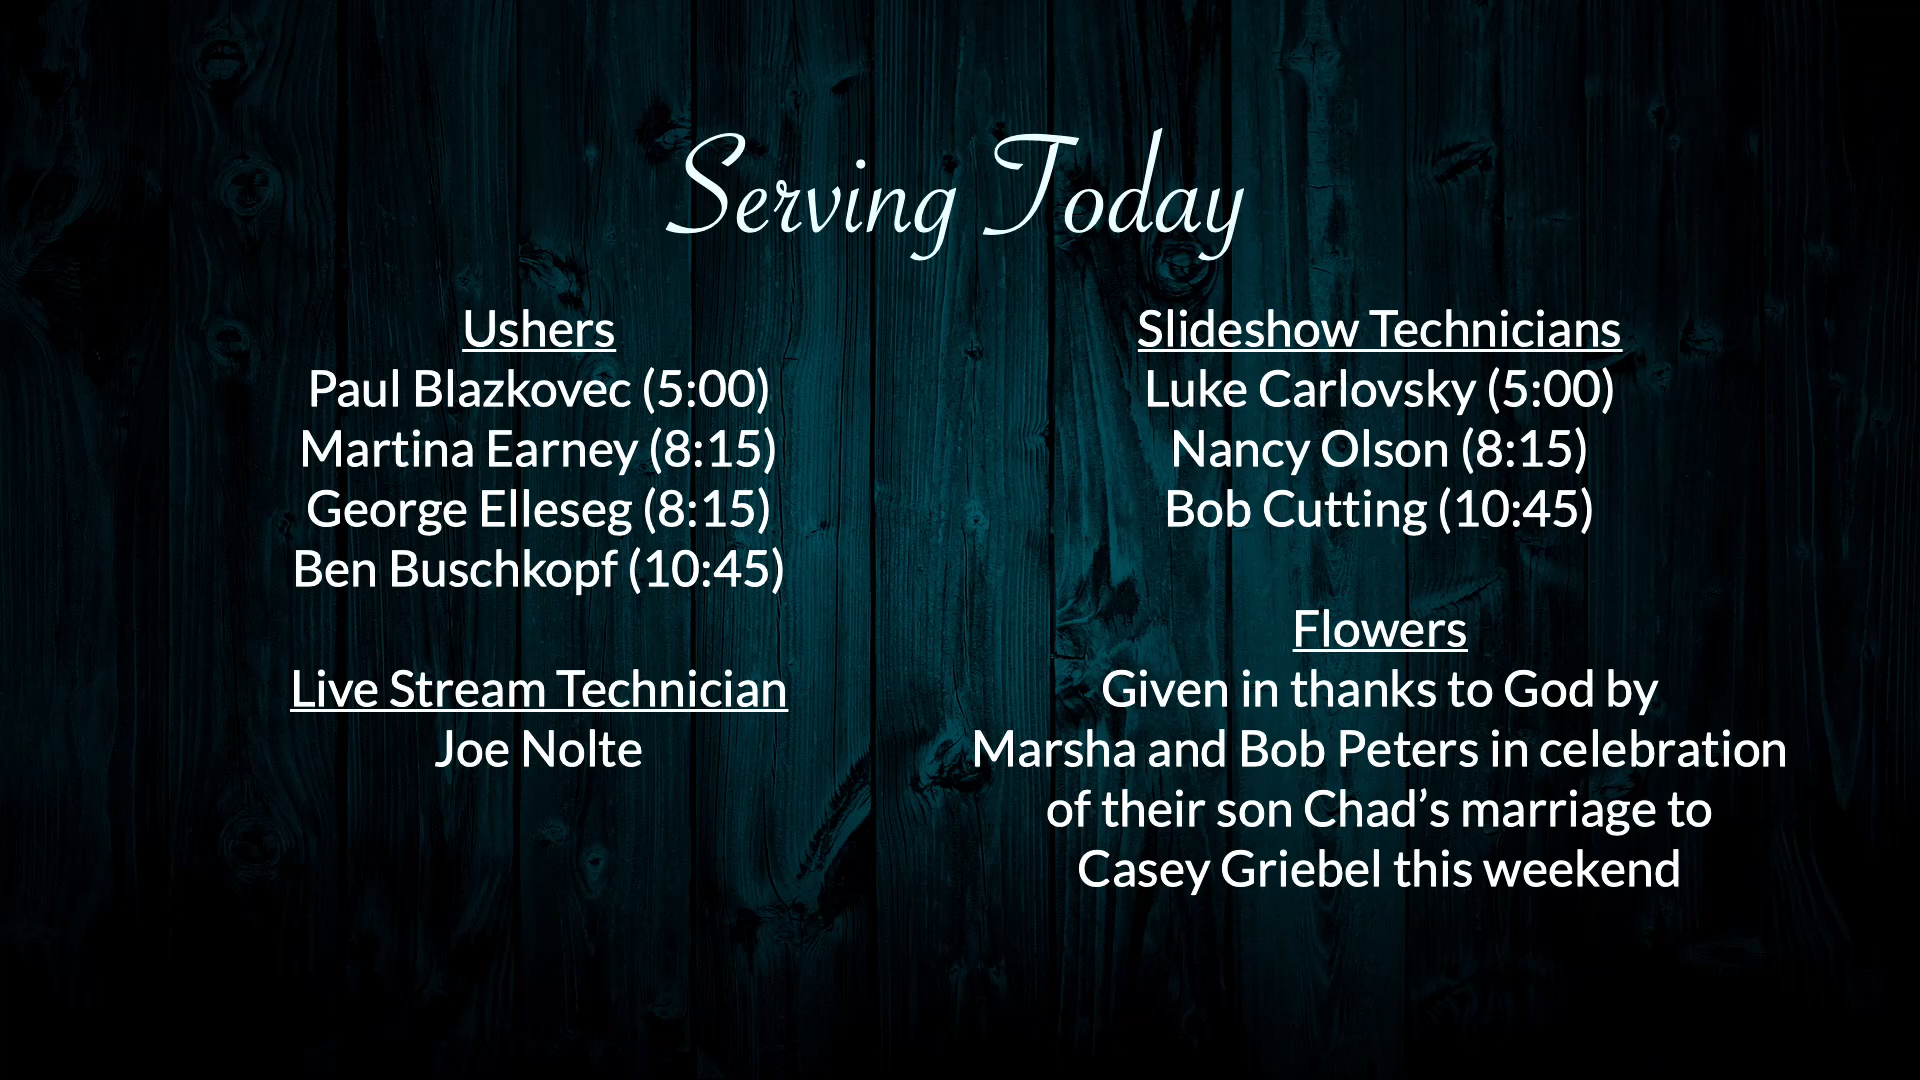 Serving Today
Ushers
Paul Blazkovec (5:00)
Martina Earney (8:15)
George Elleseg (8:15)
Ben Buschkopf (10:45)
Live Stream Technician
Joe Nolte
Slideshow Technicians
Luke Carlovsky (5:00)
Nancy Olson (8:15)
Bob Cutting (10:45)
Flowers
Given in thanks to God by
Marsha and Bob Peters in celebration
of their son Chad’s marriage to
Casey Griebel this weekend